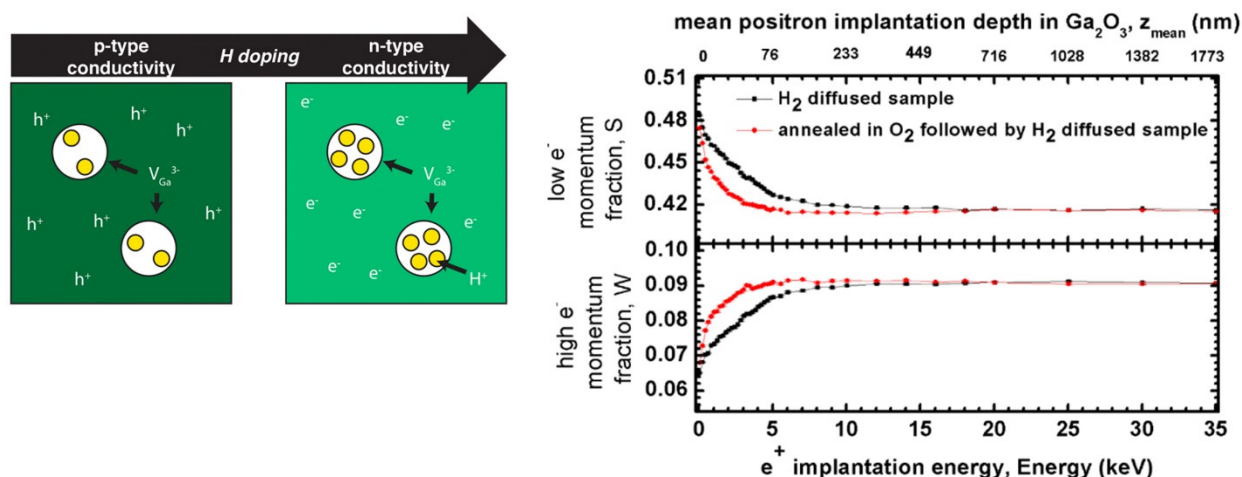 p-type
conductivity
H doping
n-type
conductivity
h⁺
h⁺
h⁺
V_Ga³⁻
h⁺
h⁺
h⁺
h⁺
e⁻
e⁻
e⁻
V_Ga³⁻
e⁻
e⁻
e⁻
e⁻
e⁻
H⁺
mean positron implantation depth in Ga₂O₃, z_mean (nm)
0 76 233 449 716 1028 1382 1773
0.51
0.48
0.45
0.42
low e⁻
momentum
fraction, S
H₂ diffused sample
annealed in O₂ followed by H₂ diffused sample
0.10
0.09
0.08
0.07
0.06
high e⁻
momentum
fraction, W
0 5 10 15 20 25 30 35
e⁺ implantation energy, Energy (keV)